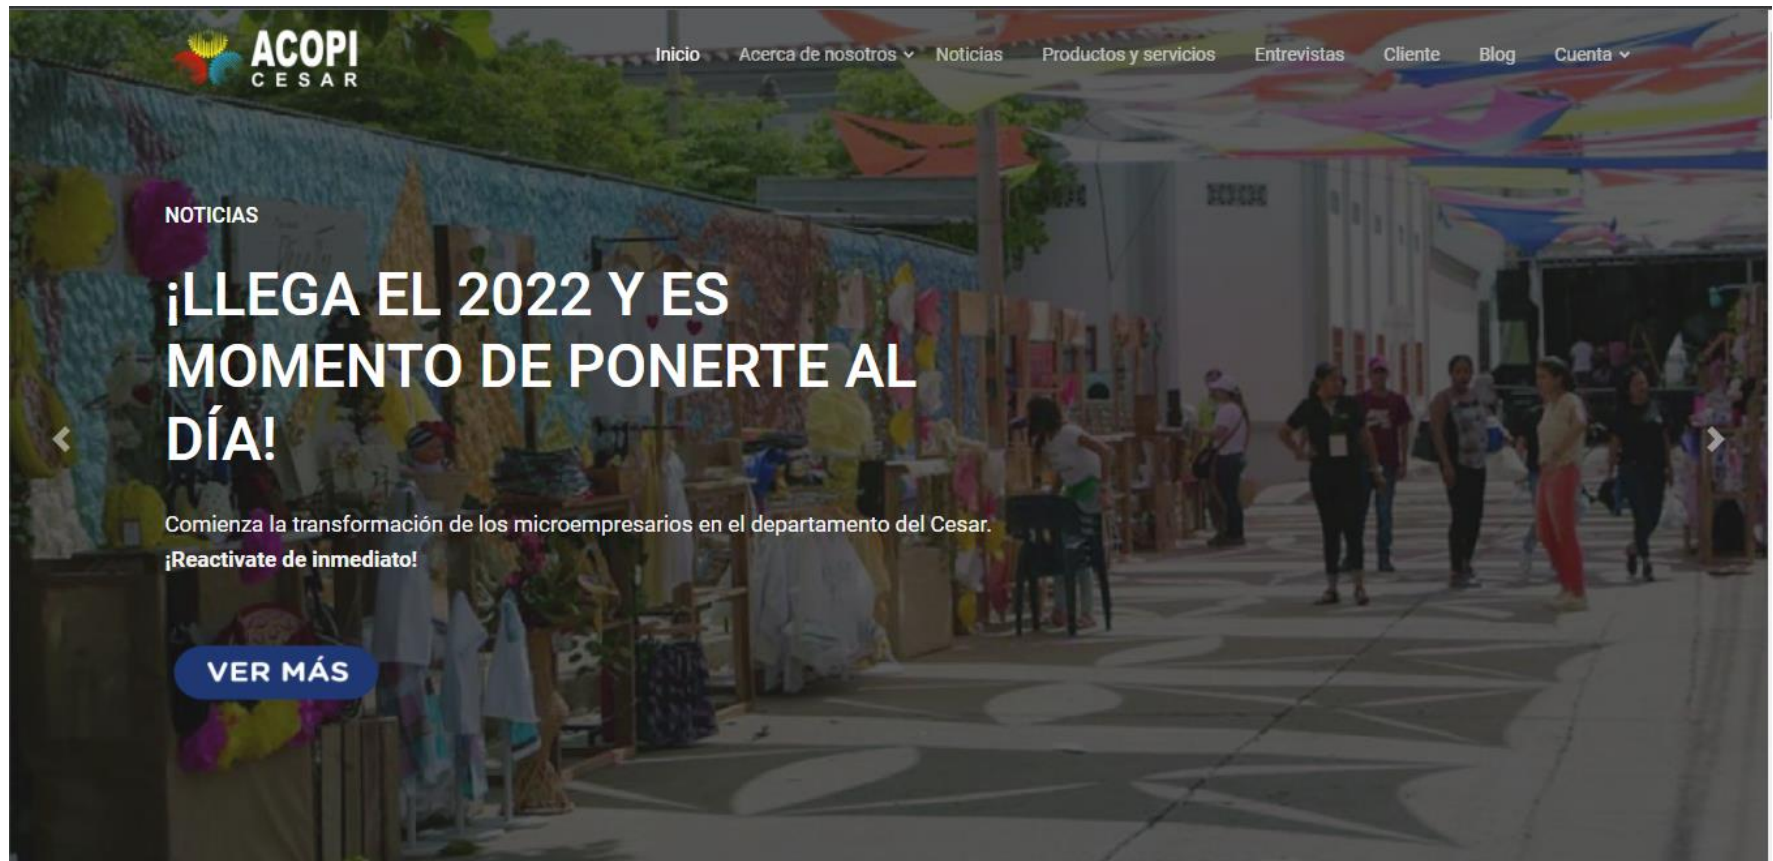 ACOPI
CESAR
Inicio Acerca de nosotros Noticias Productos y servicios Entrevistas Cliente Blog Cuenta
NOTICIAS
¡LLEGA EL 2022 Y ES
MOMENTO DE PONERTE AL
DÍA!
Comienza la transformación de los microempresarios en el departamento del Cesar.
¡Reactivate de inmediato!
VER MÁS